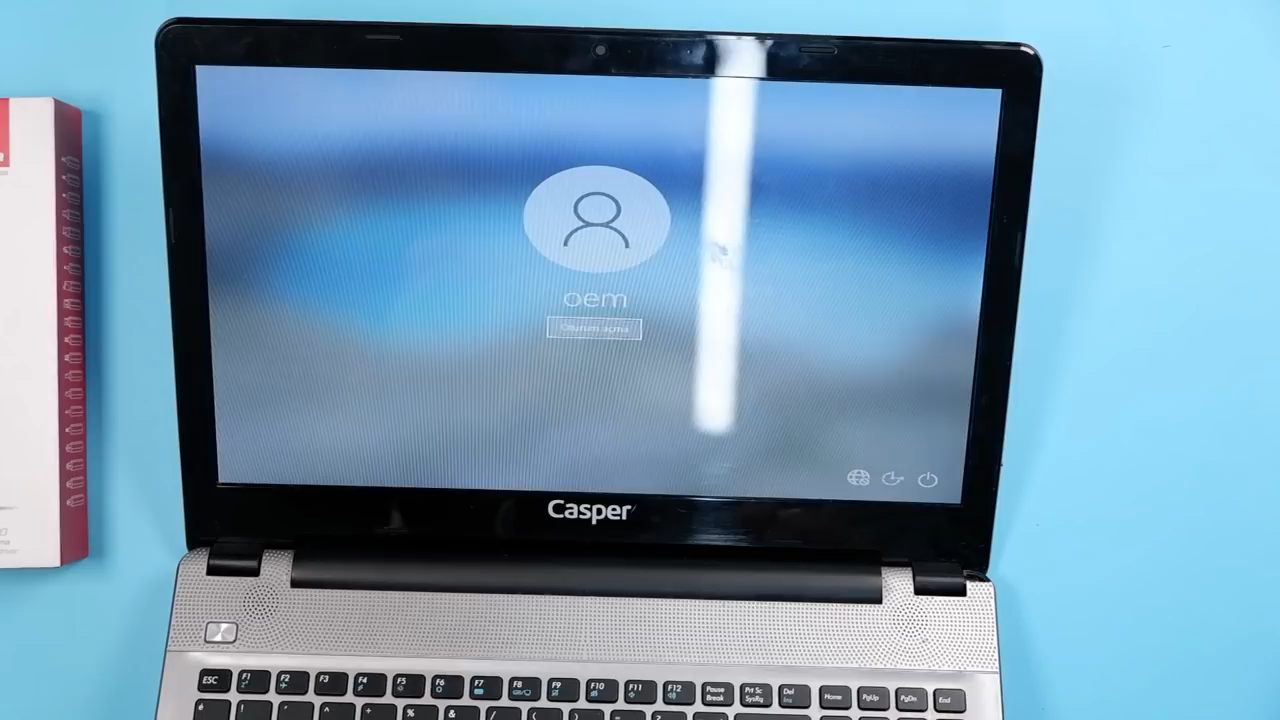 oem
Oturum açma
Casper
ESC F1 F2 F3 F4 F5 F6 F7 F8 F9 F10 F11 F12 Pause Break Prt Sc SysRq Del Ins Home PgUp PgDn End
é ! ' ^ + % & / ( ) = ?